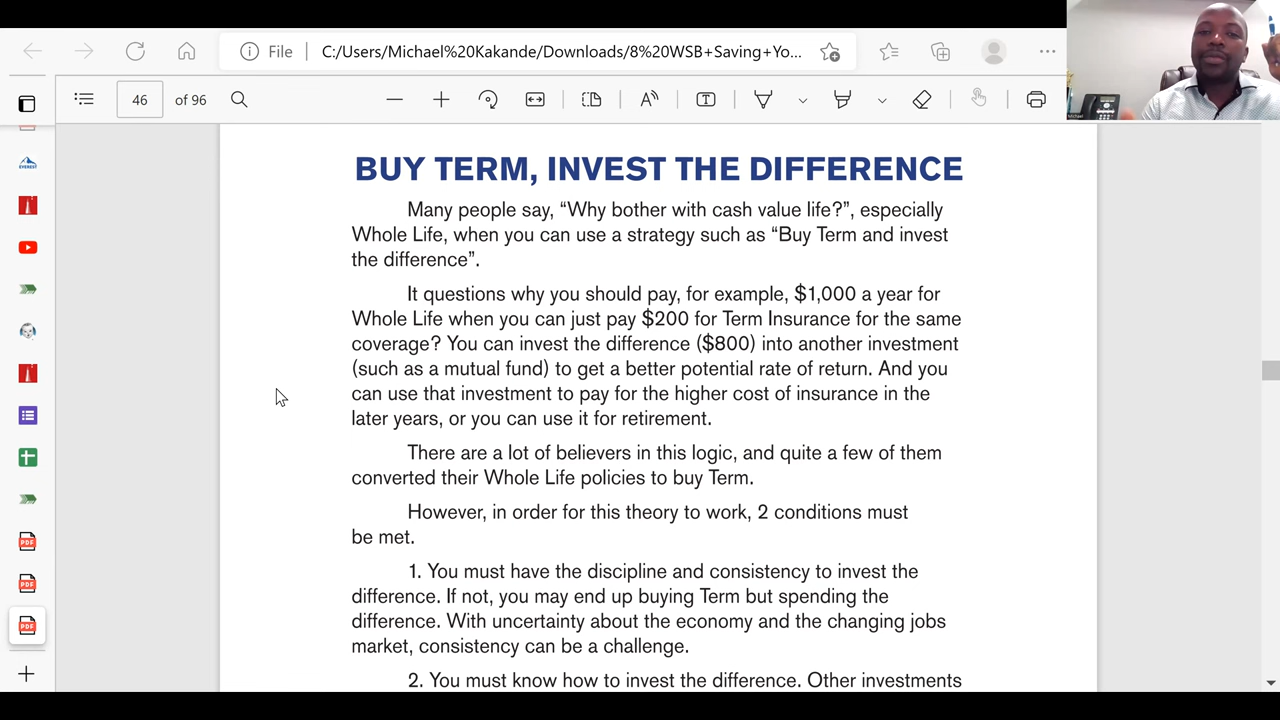 File
C:/Users/Michael%20Kakande/Downloads/8%20WSB+Saving+Yo...
46 of 96
BUY TERM, INVEST THE DIFFERENCE
Many people say, “Why bother with cash value life?”, especially
Whole Life, when you can use a strategy such as “Buy Term and invest
the difference”.
It questions why you should pay, for example, $1,000 a year for
Whole Life when you can just pay $200 for Term Insurance for the same
coverage? You can invest the difference ($800) into another investment
(such as a mutual fund) to get a better potential rate of return. And you
can use that investment to pay for the higher cost of insurance in the
later years, or you can use it for retirement.
There are a lot of believers in this logic, and quite a few of them
converted their Whole Life policies to buy Term.
However, in order for this theory to work, 2 conditions must
be met.
1. You must have the discipline and consistency to invest the
difference. If not, you may end up buying Term but spending the
difference. With uncertainty about the economy and the changing jobs
market, consistency can be a challenge.
2. You must know how to invest the difference. Other investments
Michael
EVEREST
PDF
PDF
PDF